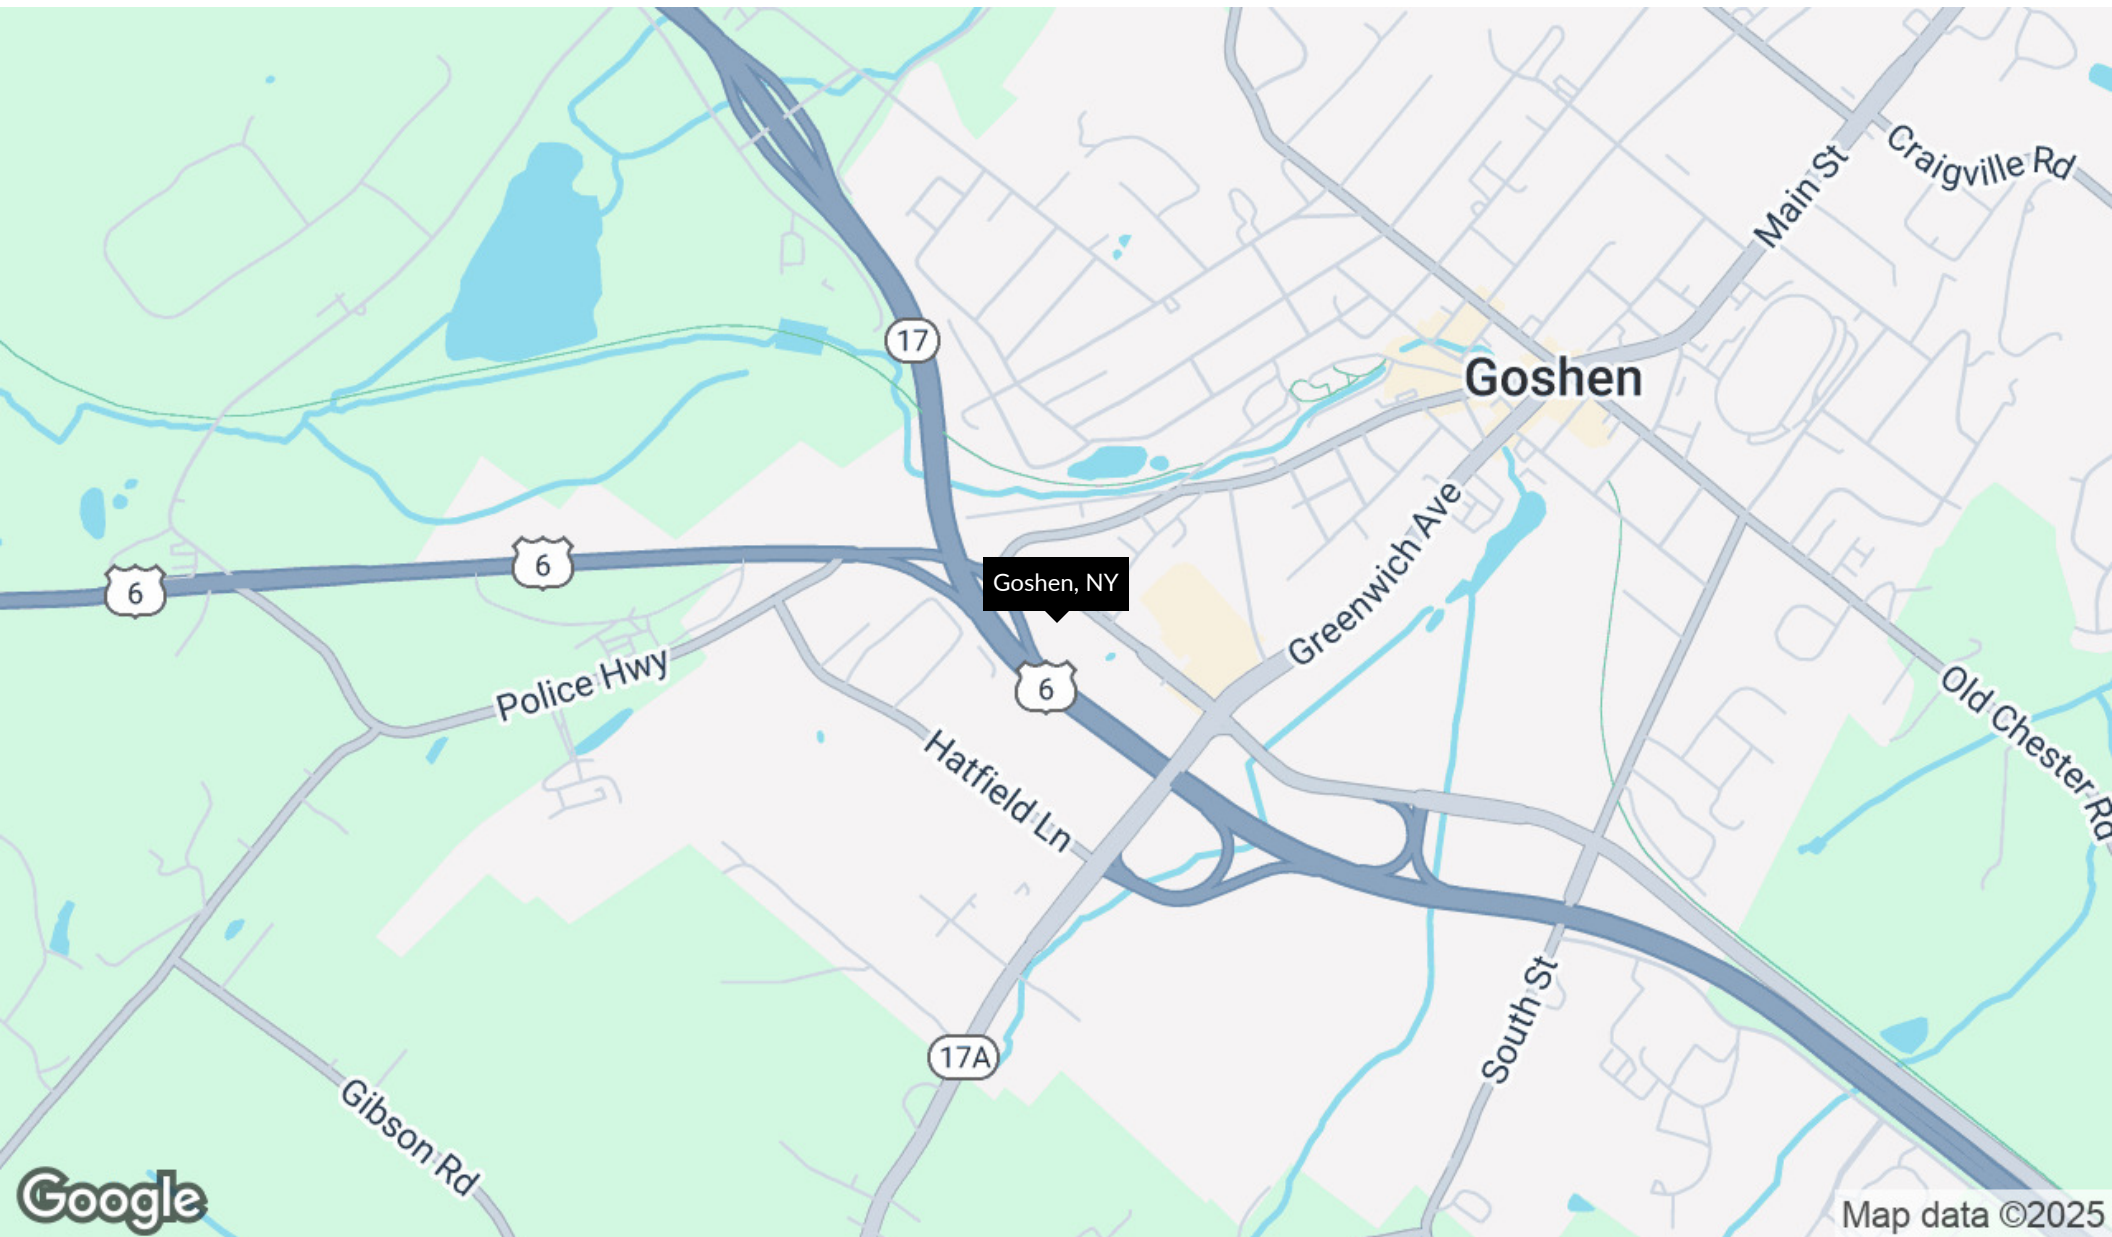 Craigville Rd
Main St
17
Goshen
6
6
Goshen, NY
Greenwich Ave
Police Hwy
6
Old Chester Rd
Hatfield Ln
South St
17A
Gibson Rd
Google
Map data ©2025